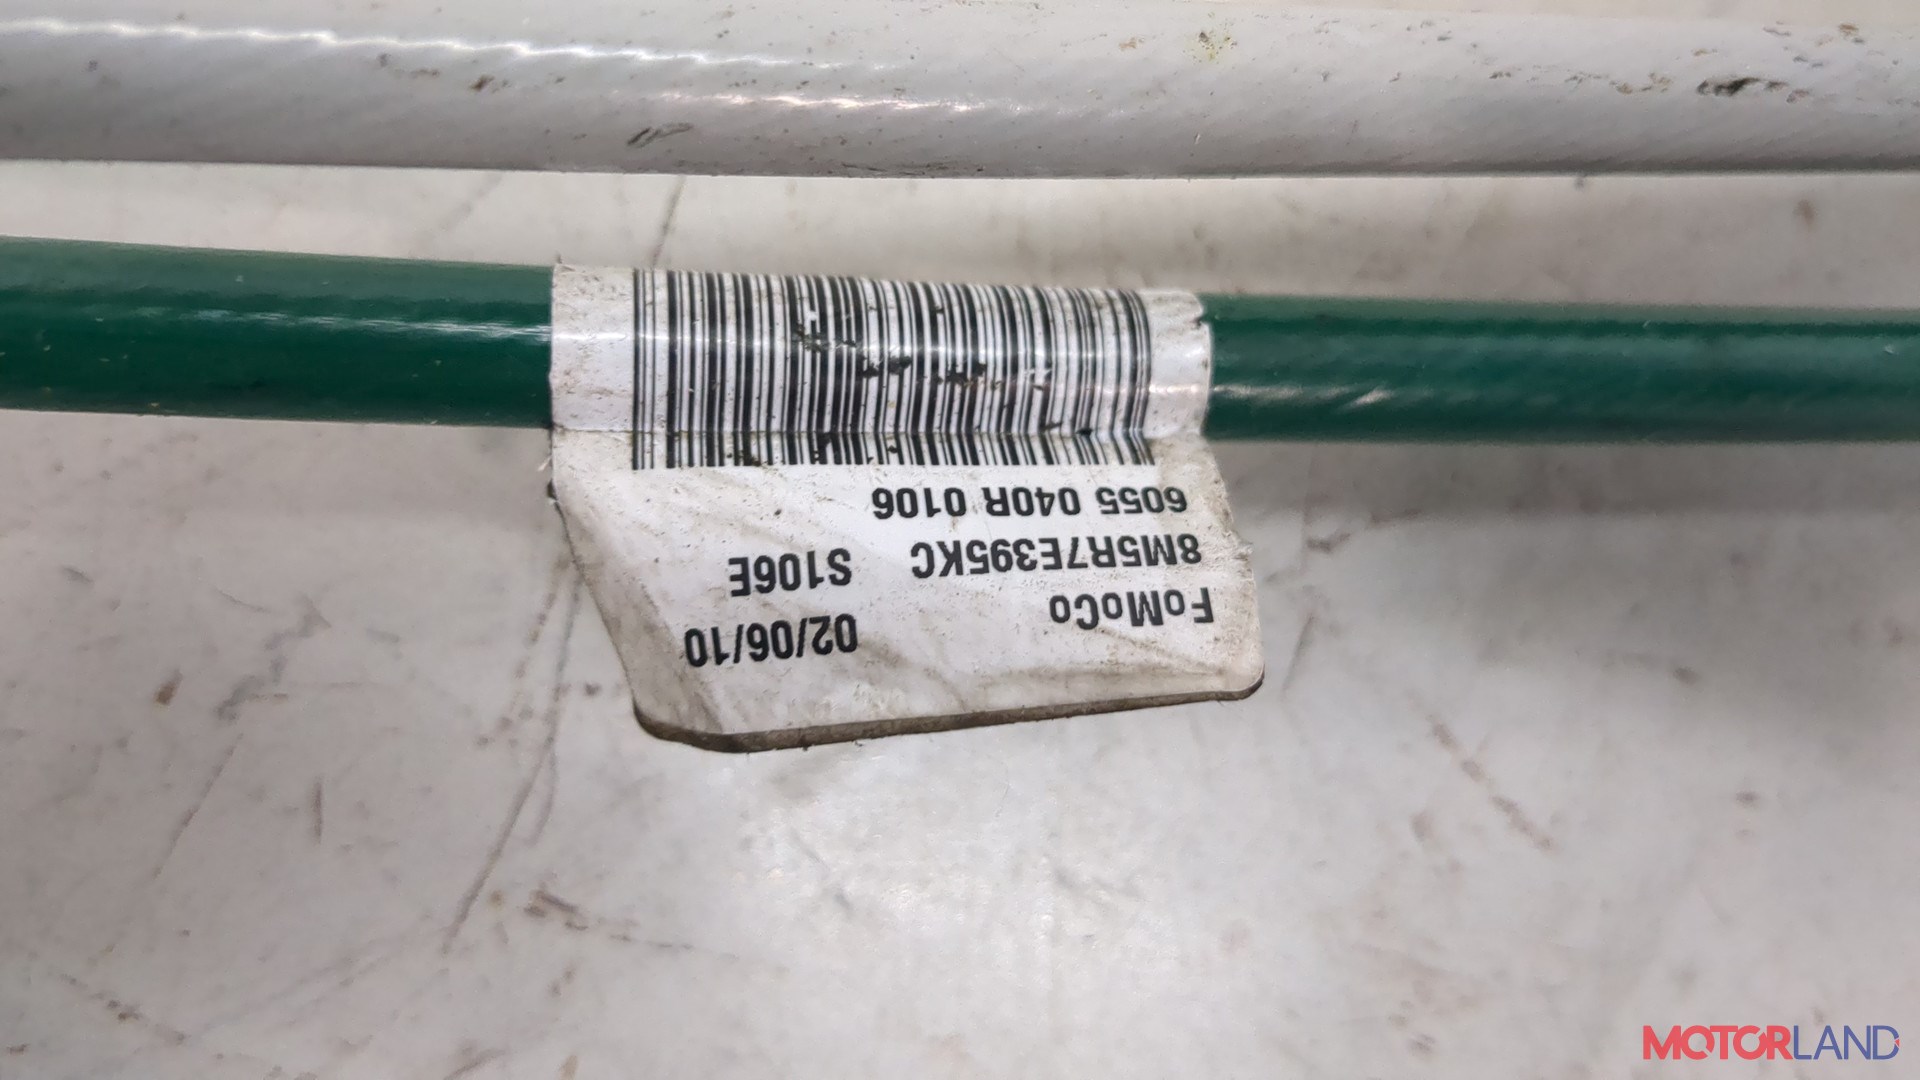 FoMoCo 02/06/10
8M5R7E395KC S106E
6055 040R 0106
MOTORLAND